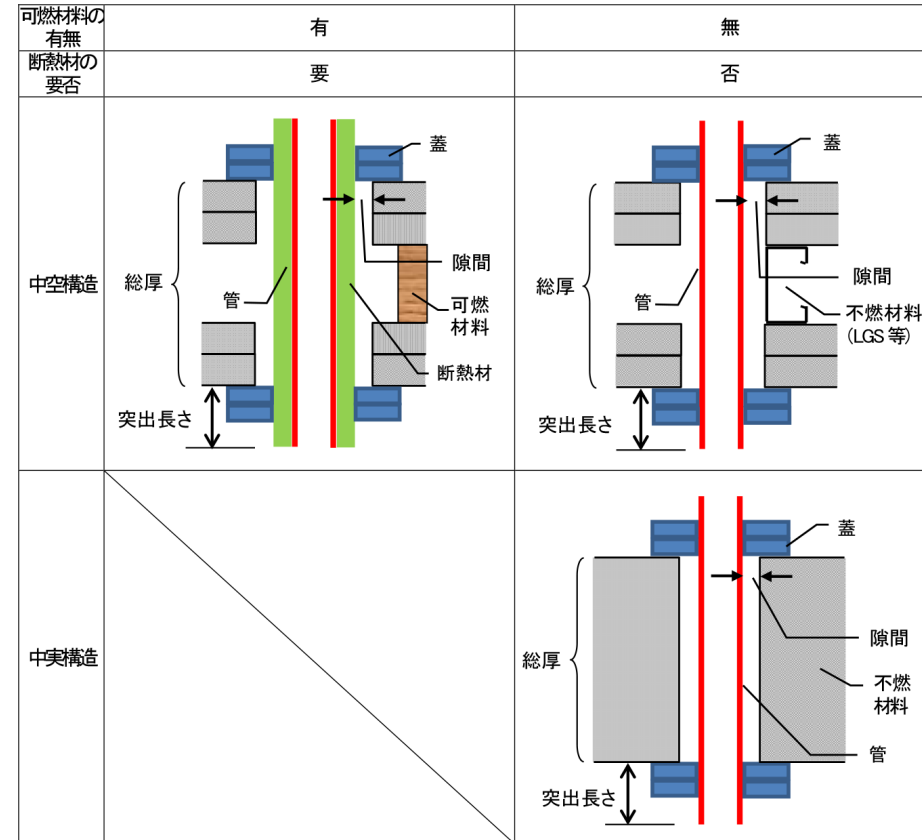 可燃材料の
有無
有
無
断熱材の
要否
要
否
中空構造
蓋
総厚
隙間
管
可燃
材料
断熱材
突出長さ
蓋
総厚
隙間
管
不燃材料
(LGS 等)
突出長さ
中実構造
蓋
総厚
隙間
不燃
材料
管
突出長さ